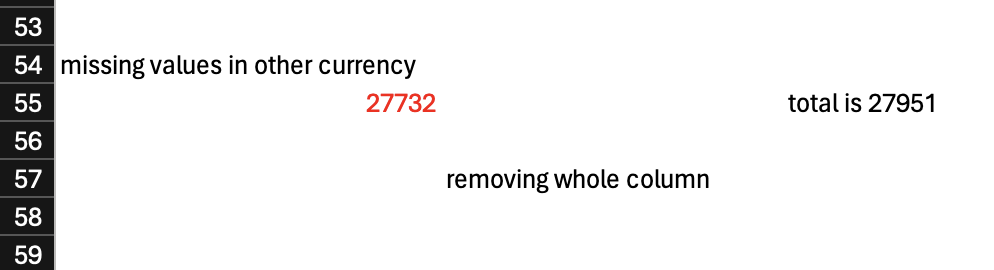 53
54 missing values in other currency
55 27732 total is 27951
56
57 removing whole column
58
59